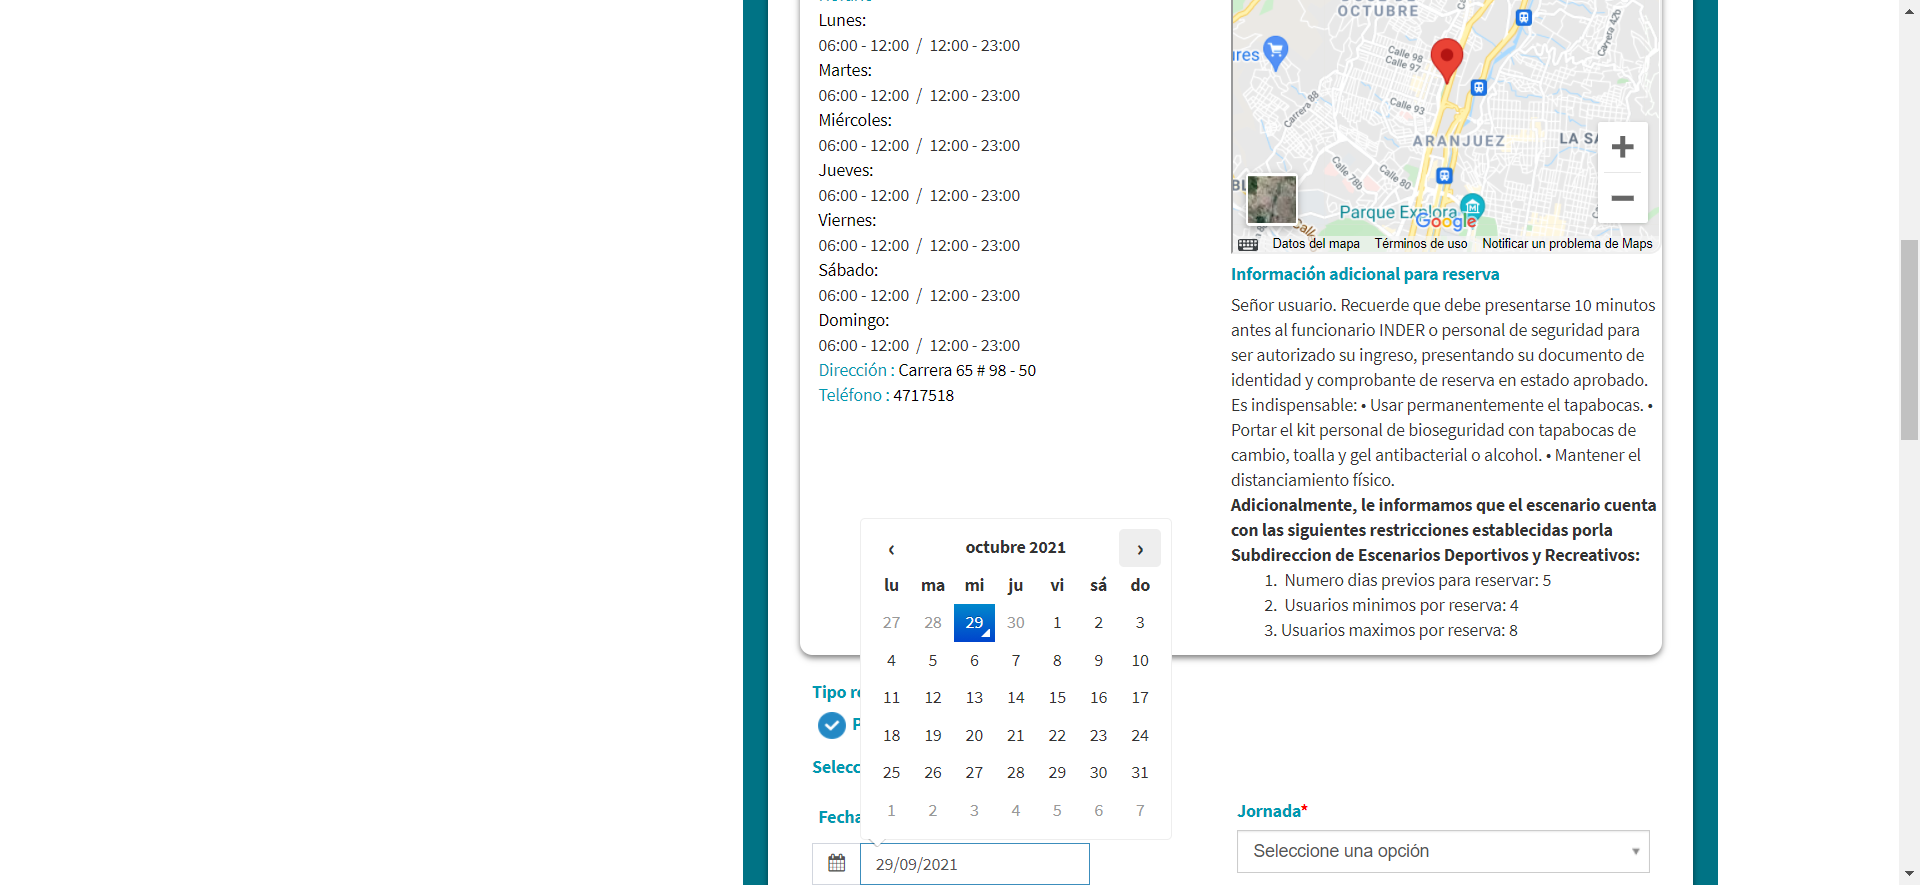 Lunes:
06:00 - 12:00 / 12:00 - 23:00
Martes:
06:00 - 12:00 / 12:00 - 23:00
Miércoles:
06:00 - 12:00 / 12:00 - 23:00
Jueves:
06:00 - 12:00 / 12:00 - 23:00
Viernes:
06:00 - 12:00 / 12:00 - 23:00
Sábado:
06:00 - 12:00 / 12:00 - 23:00
Domingo:
06:00 - 12:00 / 12:00 - 23:00
Dirección : Carrera 65 # 98 - 50
Teléfono : 4717518
OCTUBRE
Carrera 42b
ures
Calle 98
Calle 97
Carrera 88
Calle 93
ARANJUEZ
LA SA
Calle 78b
Calle 80
BL
Parque Explora
Google
Calle
Datos del mapa Términos de uso Notificar un problema de Maps
Información adicional para reserva
Señor usuario. Recuerde que debe presentarse 10 minutos
antes al funcionario INDER o personal de seguridad para
ser autorizado su ingreso, presentando su documento de
identidad y comprobante de reserva en estado aprobado.
Es indispensable: • Usar permanentemente el tapabocas. •
Portar el kit personal de bioseguridad con tapabocas de
cambio, toalla y gel antibacterial o alcohol. • Mantener el
distanciamiento físico.
Adicionalmente, le informamos que el escenario cuenta
con las siguientes restricciones establecidas porla
Subdireccion de Escenarios Deportivos y Recreativos:
1. Numero dias previos para reservar: 5
2. Usuarios minimos por reserva: 4
3. Usuarios maximos por reserva: 8
‹ octubre 2021 ›
lu ma mi ju vi sá do
27 28 29 30 1 2 3
4 5 6 7 8 9 10
11 12 13 14 15 16 17
18 19 20 21 22 23 24
25 26 27 28 29 30 31
1 2 3 4 5 6 7
Tipo r
P
Selecc
Fecha
29/09/2021
Jornada*
Seleccione una opción